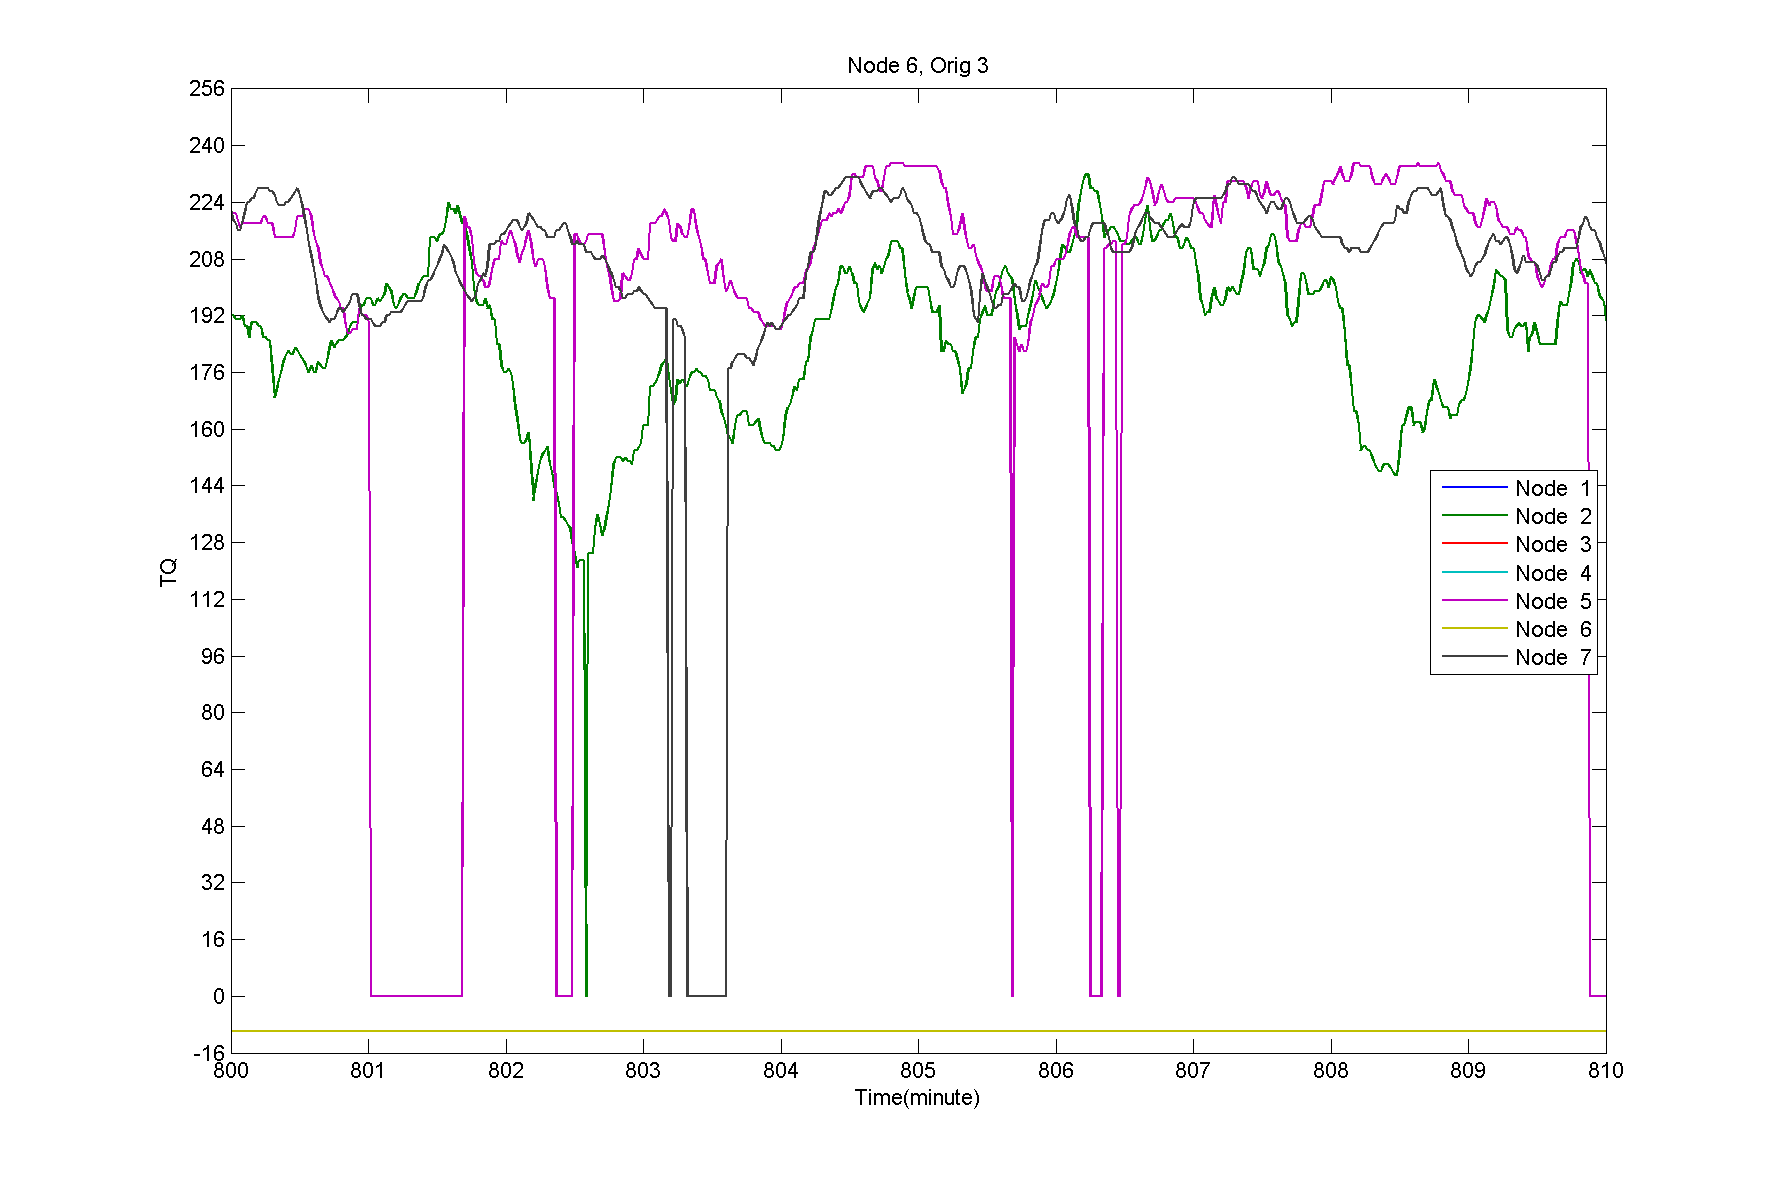 Node 6, Orig 3
256
240
224
208
192
176
160
144
128
112
96
80
64
48
32
16
0
-16
TQ
Node 1
Node 2
Node 3
Node 4
Node 5
Node 6
Node 7
800 801 802 803 804 805 806 807 808 809 810
Time(minute)